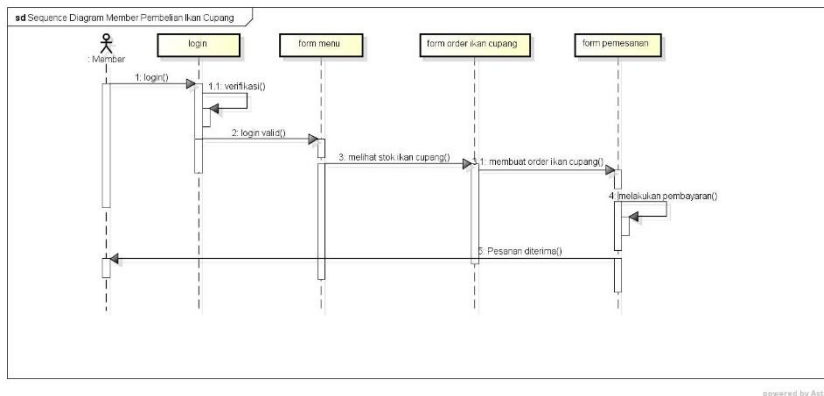 sd Sequence Diagram Member Pembelian Ikan Cupang
login
form menu
form order ikan cupang
form pemesanan
: Member
1: login()
1.1: verifikasi()
2: login valid()
3: melihat stok ikan cupang()
3.1: membuat order ikan cupang()
4: melakukan pembayaran()
5: Pesanan diterima()
powered by Ast